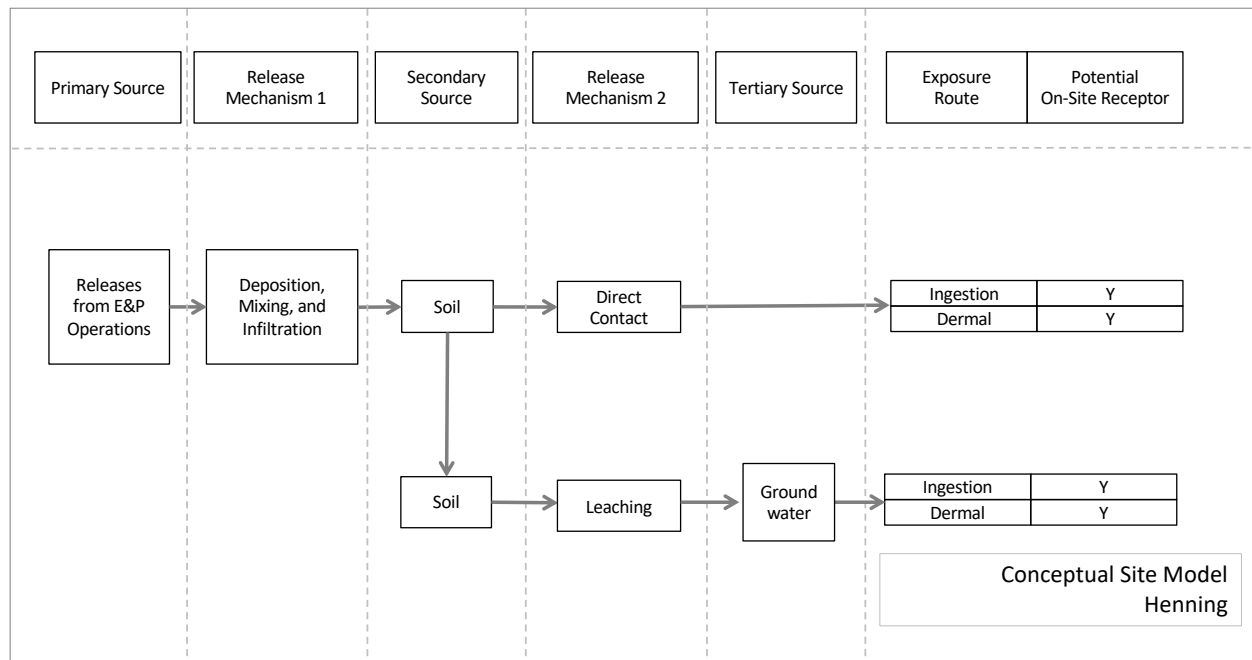 Primary Source
Release
Mechanism 1
Secondary
Source
Release
Mechanism 2
Tertiary Source
Exposure
Route
Potential
On-Site Receptor
Releases
from E&P
Operations
Deposition,
Mixing, and
Infiltration
Soil
Direct
Contact
Ingestion
Y
Dermal
Y
Soil
Leaching
Ground
water
Ingestion
Y
Dermal
Y
Conceptual Site Model
Henning